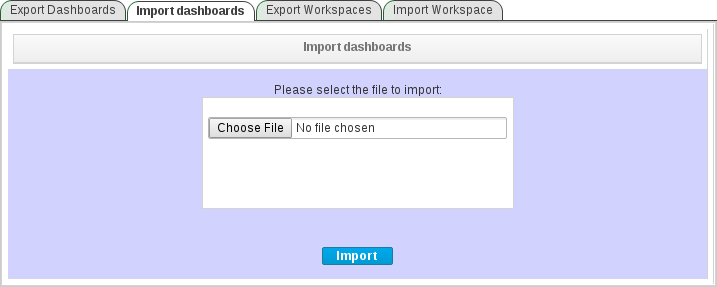 Export Dashboards Import dashboards Export Workspaces Import Workspace
Import dashboards
Please select the file to import:
Choose File No file chosen
Import